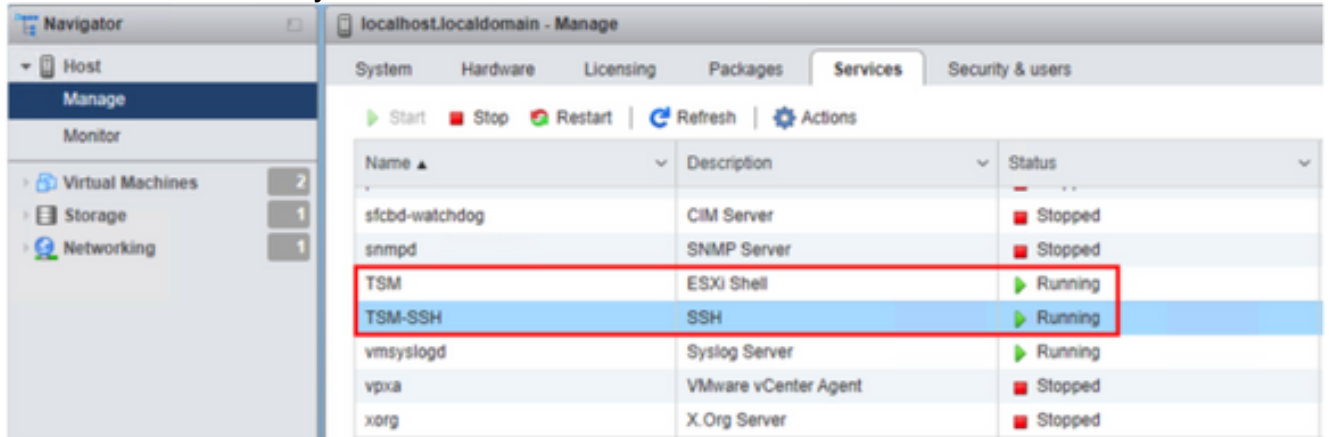 Navigator
localhost.localdomain - Manage
Host
Manage
Monitor
Virtual Machines 2
Storage 1
Networking 1
System Hardware Licensing Packages Services Security & users
Start Stop Restart Refresh Actions
Name Description Status
sfcbd-watchdog CIM Server Stopped
snmpd SNMP Server Stopped
TSM ESXi Shell Running
TSM-SSH SSH Running
vmsyslogd Syslog Server Running
vpxa VMware vCenter Agent Stopped
xorg X.Org Server Stopped